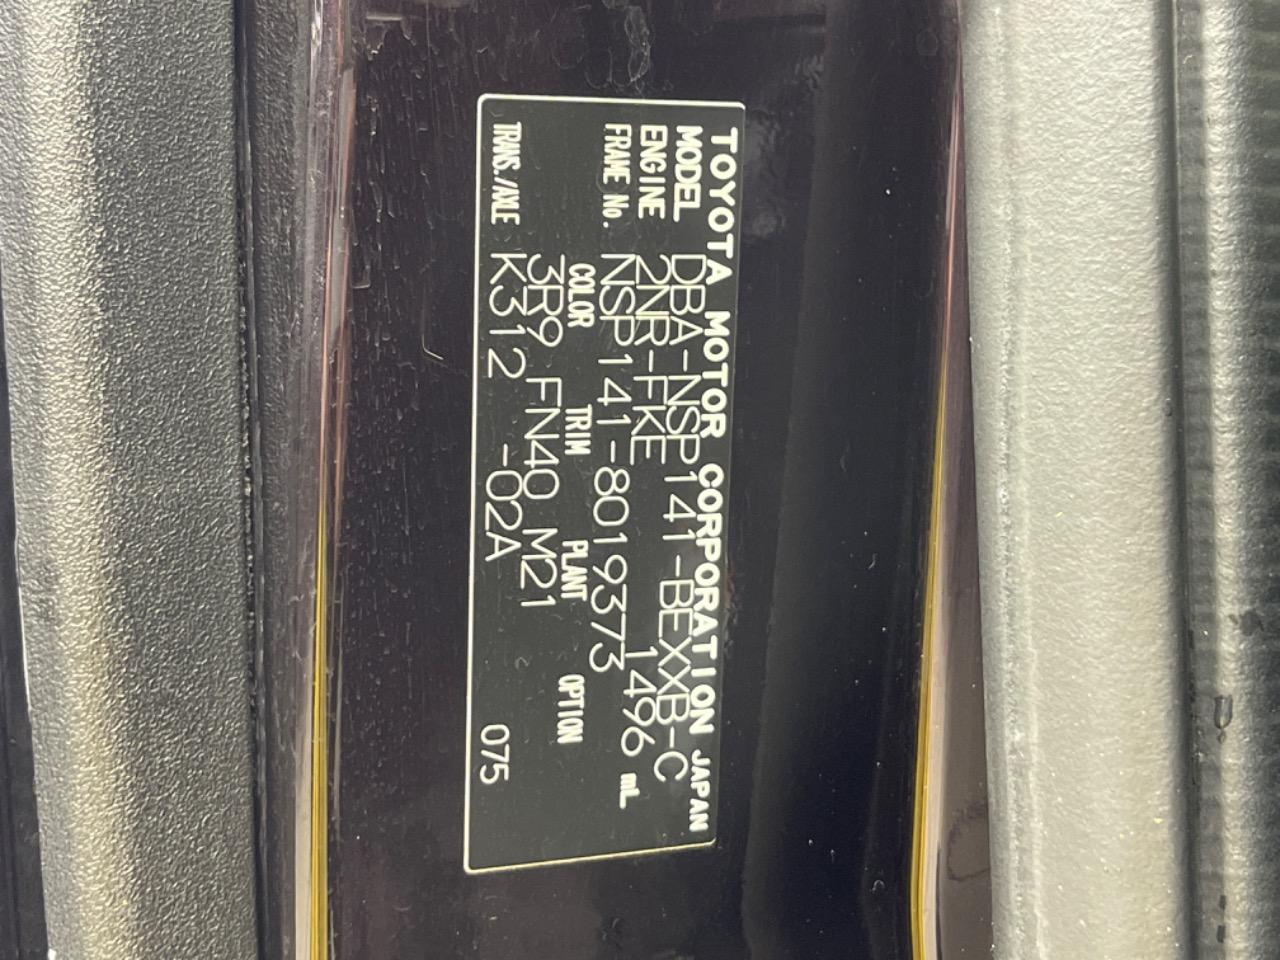 TOYOTA MOTOR CORPORATION JAPAN
MODEL DBA-NSP141-BEXXB-C
ENGINE 2NR-FKE 1496 mL
FRAME No. NSP141-8019373
COLOR TRIM PLANT OPTION
3R9 FN40 M21
TRANS./AXLE K312 -02A 075